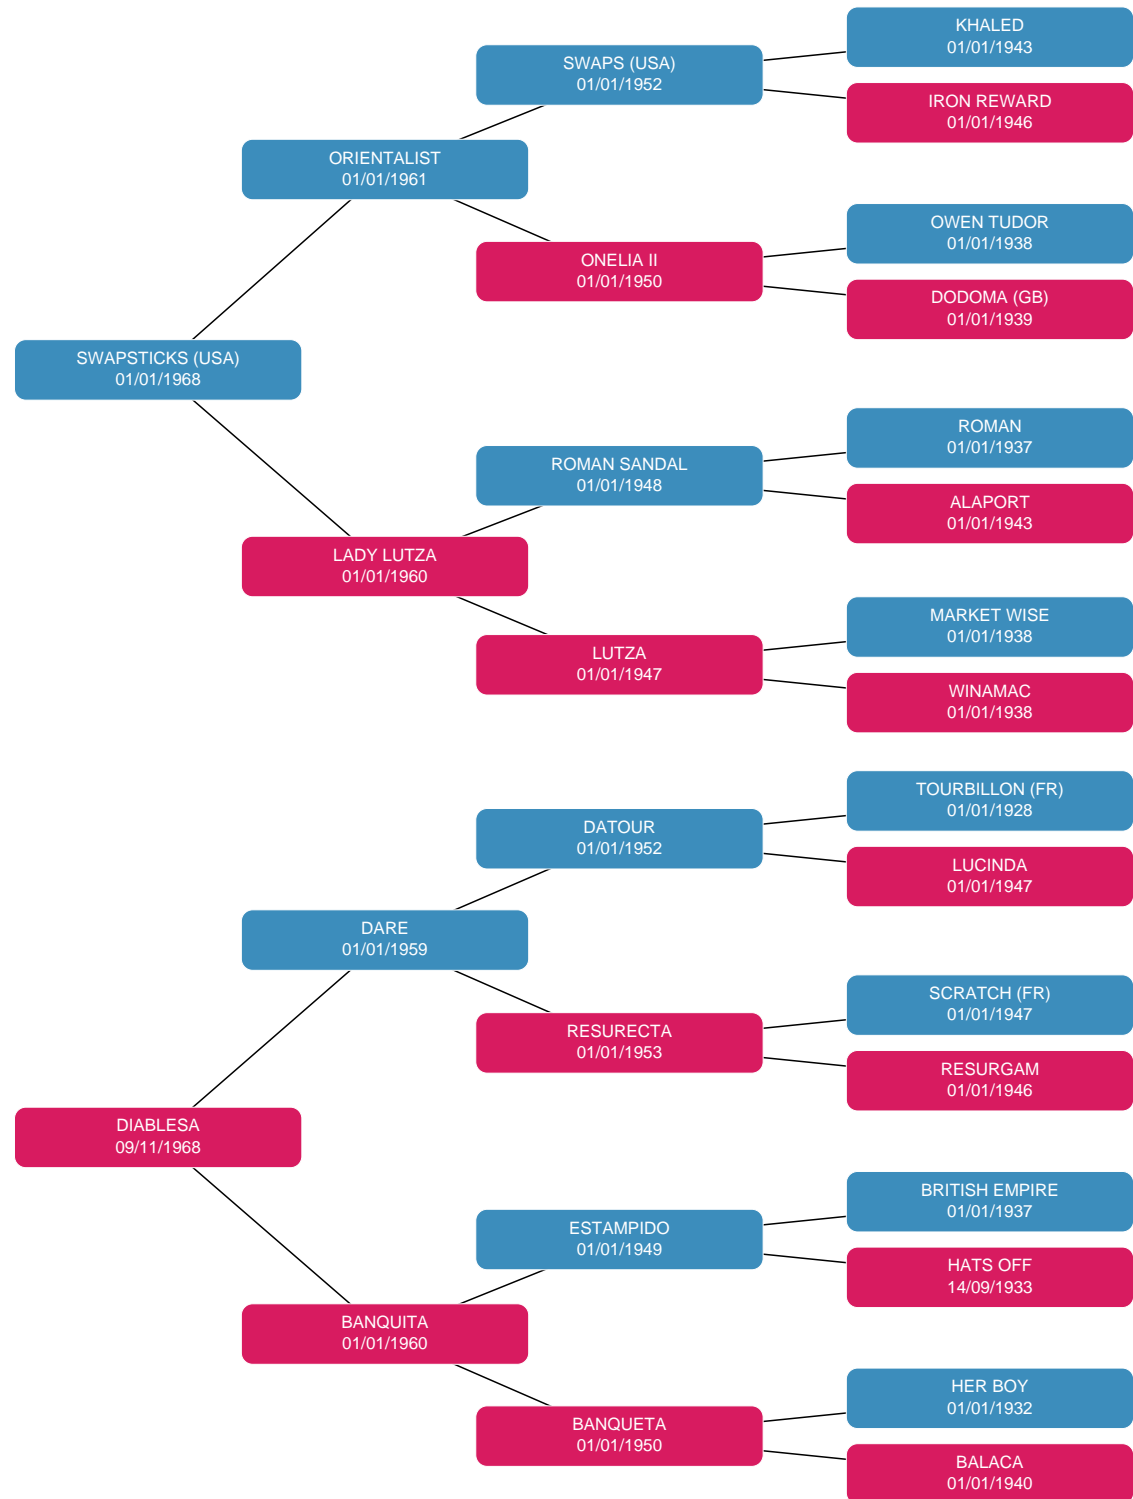 KHALED
01/01/1943
SWAPS (USA)
01/01/1952
IRON REWARD
01/01/1946
ORIENTALIST
01/01/1961
OWEN TUDOR
01/01/1938
ONELIA II
01/01/1950
DODOMA (GB)
01/01/1939
SWAPSTICKS (USA)
01/01/1968
ROMAN
01/01/1937
ROMAN SANDAL
01/01/1948
ALAPORT
01/01/1943
LADY LUTZA
01/01/1960
MARKET WISE
01/01/1938
LUTZA
01/01/1947
WINAMAC
01/01/1938
TOURBILLON (FR)
01/01/1928
DATOUR
01/01/1952
LUCINDA
01/01/1947
DARE
01/01/1959
SCRATCH (FR)
01/01/1947
RESURECTA
01/01/1953
RESURGAM
01/01/1946
DIABLESA
09/11/1968
BRITISH EMPIRE
01/01/1937
ESTAMPIDO
01/01/1949
HATS OFF
14/09/1933
BANQUITA
01/01/1960
HER BOY
01/01/1932
BANQUETA
01/01/1950
BALACA
01/01/1940